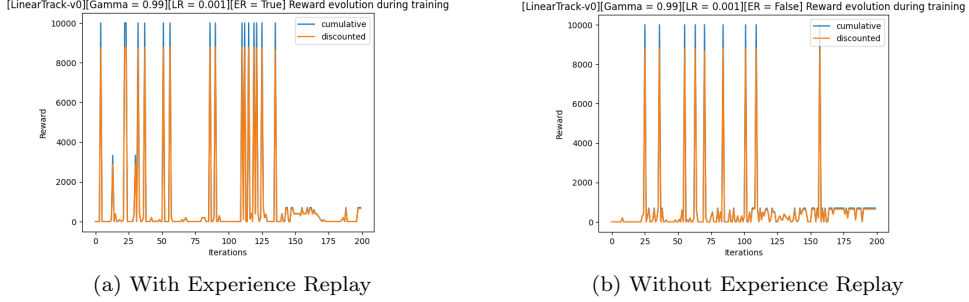 [LinearTrack-v0][Gamma = 0.99][LR = 0.001][ER = True] Reward evolution during training
cumulative
discounted
10000
8000
6000
4000
2000
0
Reward
0 25 50 75 100 125 150 175 200
Iterations
(a) With Experience Replay
[LinearTrack-v0][Gamma = 0.99][LR = 0.001][ER = False] Reward evolution during training
cumulative
discounted
10000
8000
6000
4000
2000
0
Reward
0 25 50 75 100 125 150 175 200
Iterations
(b) Without Experience Replay